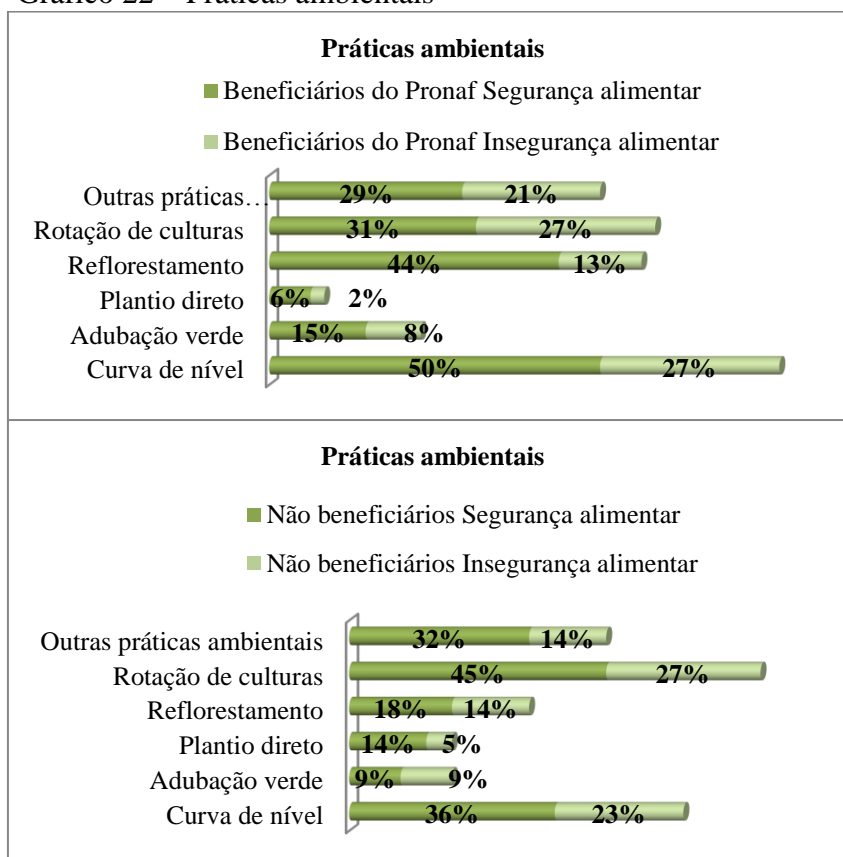 Gráfico 22 – Práticas ambientais
Práticas ambientais
Beneficiários do Pronaf Segurança alimentar
Beneficiários do Pronaf Insegurança alimentar
Outras práticas… 29% 21%
Rotação de culturas 31% 27%
Reflorestamento 44% 13%
Plantio direto 6% 2%
Adubação verde 15% 8%
Curva de nível 50% 27%
Práticas ambientais
Não beneficiários Segurança alimentar
Não beneficiários Insegurança alimentar
Outras práticas ambientais 32% 14%
Rotação de culturas 45% 27%
Reflorestamento 18% 14%
Plantio direto 14% 5%
Adubação verde 9% 9%
Curva de nível 36% 23%